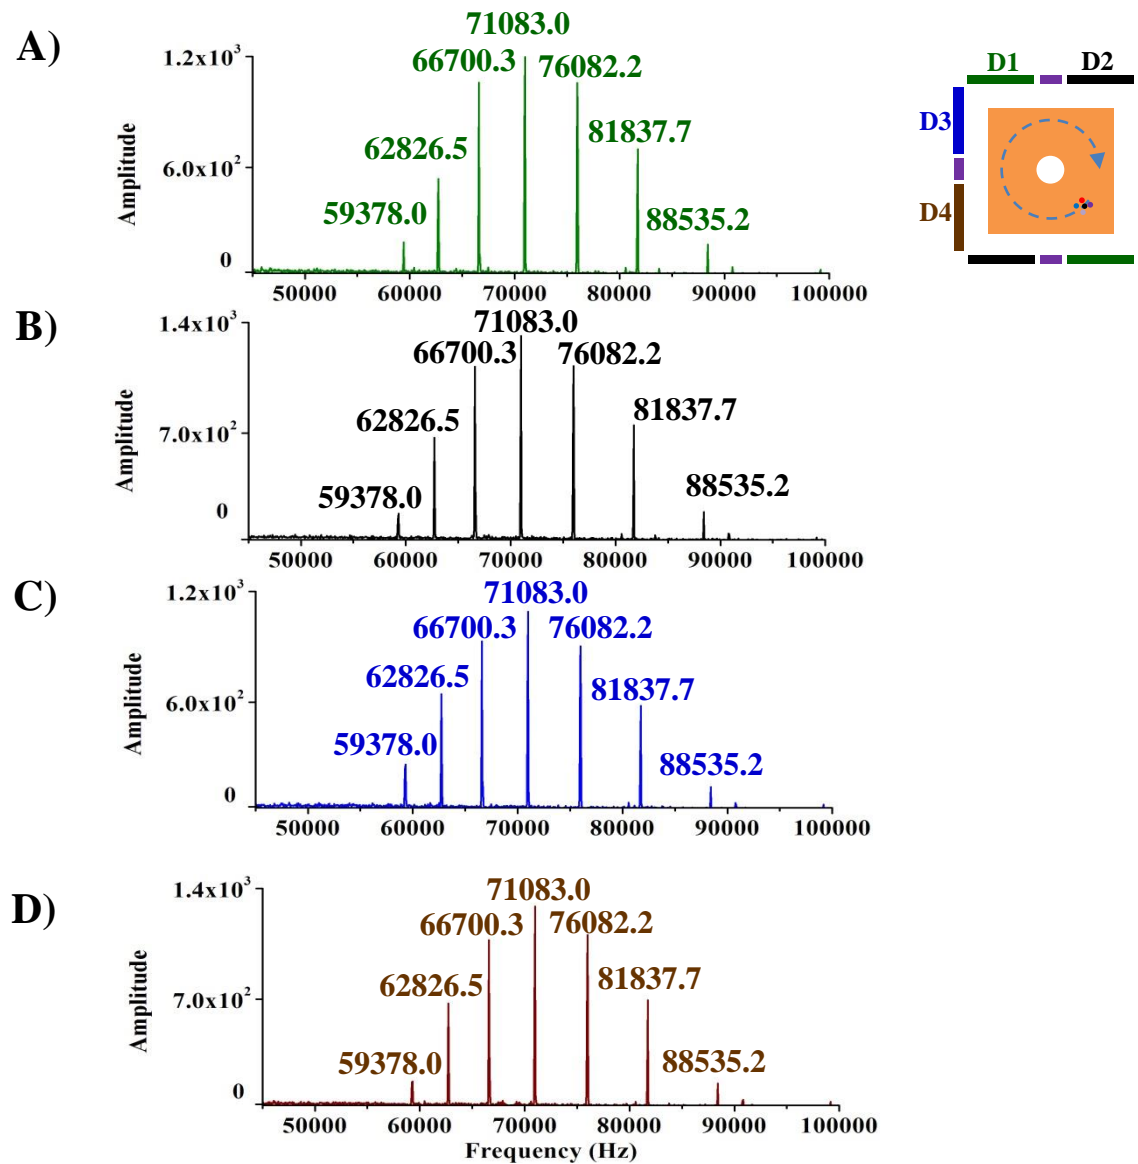 A)
71083.0
66700.3 76082.2
62826.5 81837.7
59378.0 88535.2
1.2x10³
6.0x10²
0
Amplitude
50000 60000 70000 80000 90000 100000
D1 D2
D3
D4
B)
71083.0
66700.3 76082.2
62826.5 81837.7
59378.0 88535.2
1.4x10³
7.0x10²
0
Amplitude
50000 60000 70000 80000 90000 100000
C)
71083.0
66700.3 76082.2
62826.5 81837.7
59378.0 88535.2
1.2x10³
6.0x10²
0
Amplitude
50000 60000 70000 80000 90000 100000
D)
71083.0
66700.3 76082.2
62826.5 81837.7
59378.0 88535.2
1.4x10³
7.0x10²
0
Amplitude
50000 60000 70000 80000 90000 100000
Frequency (Hz)